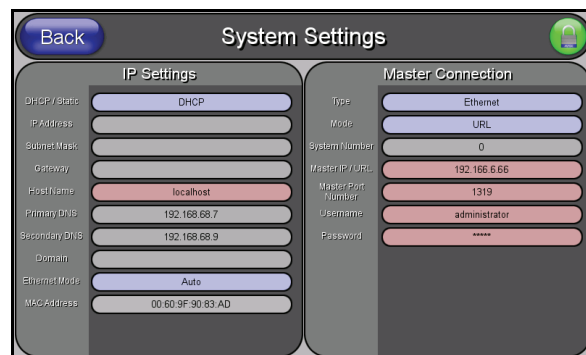 Back
System Settings
IP Settings
DHCP / Static
DHCP
IP Address
Subnet Mask
Gateway
Host Name
localhost
Primary DNS
192.168.68.7
Secondary DNS
192.168.68.9
Domain
Ethernet Mode
Auto
MAC Address
00:60:9F:90:83:AD
Master Connection
Type
Ethernet
Mode
URL
System Number
0
Master IP / URL
192.166.6.66
Master Port
Number
1319
Username
administrator
Password
*****